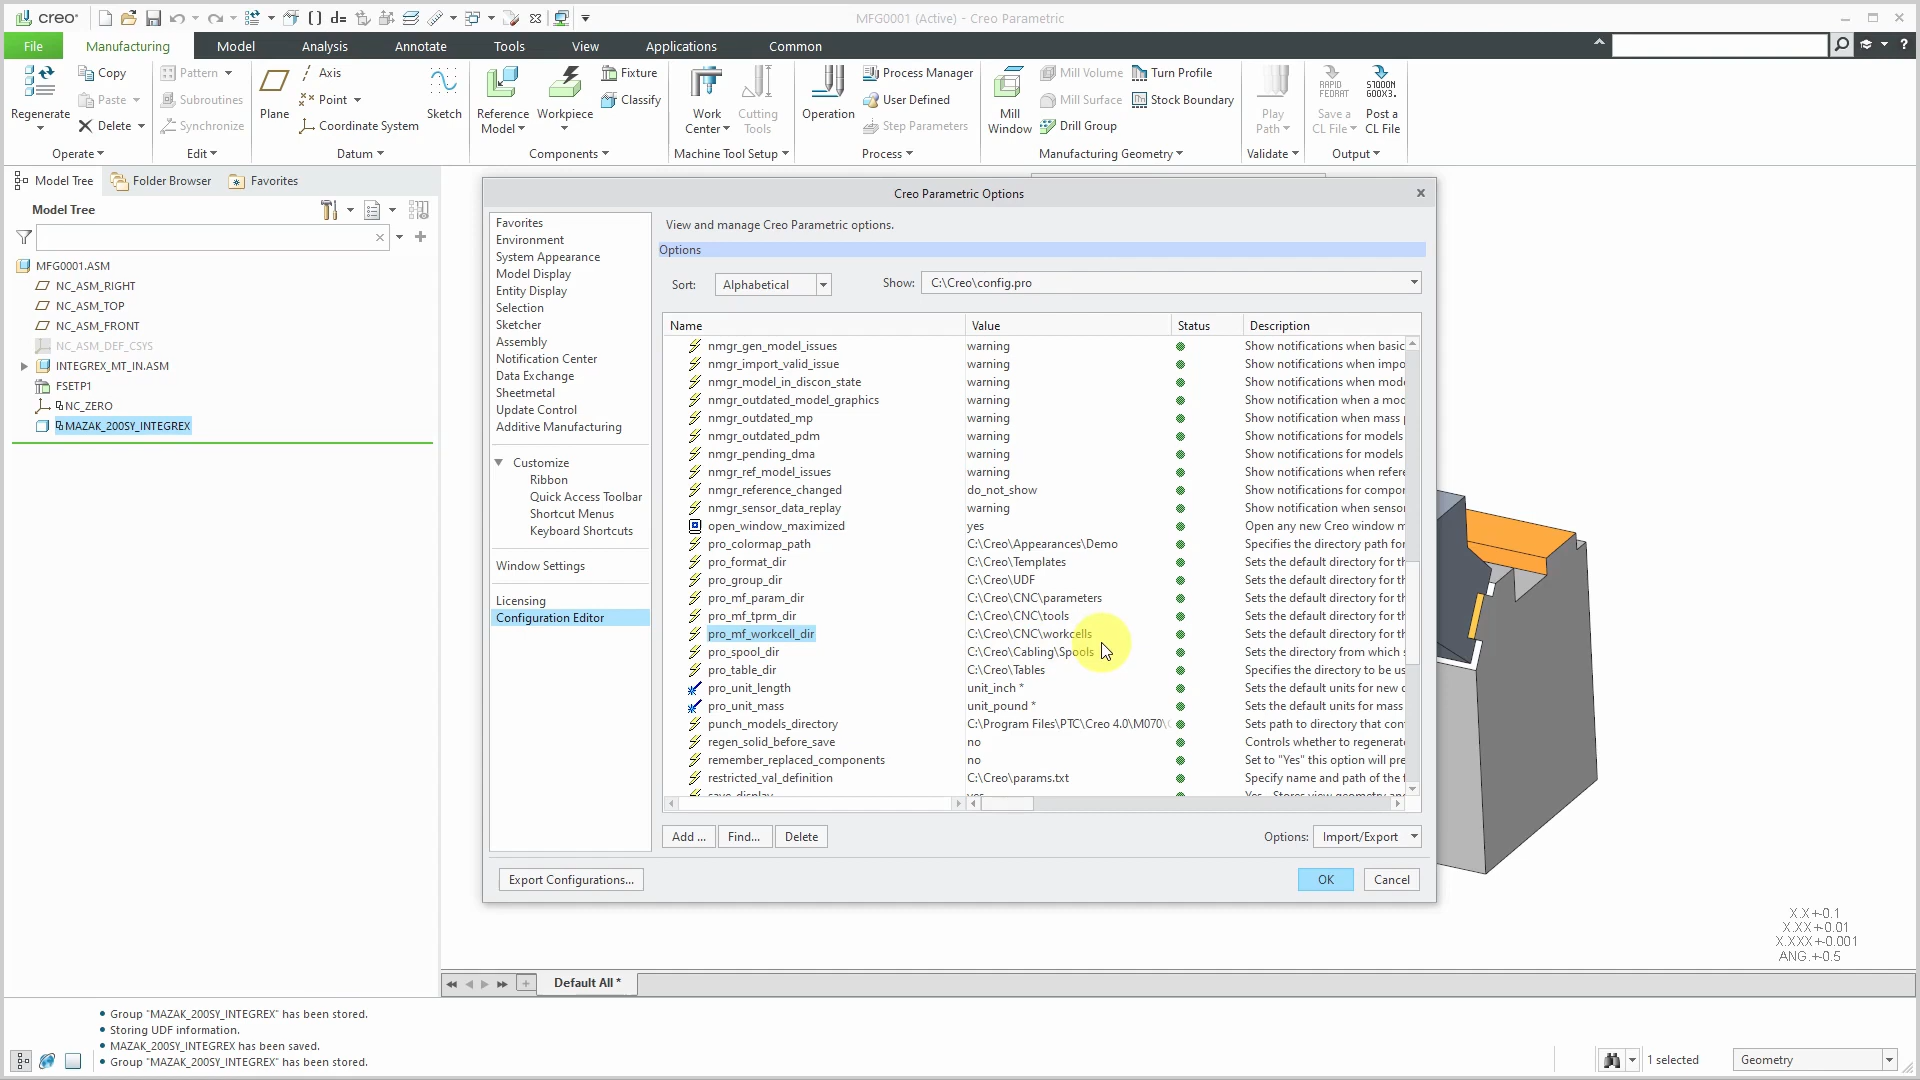 creo®
d=
MFG0001 (Active) - Creo Parametric
File
Manufacturing
Model
Analysis
Annotate
Tools
View
Applications
Common
?
Regenerate
Copy
Paste
Delete
Operate
Pattern
Subroutines
Synchronize
Edit
Plane
Axis
Point
Coordinate System
Sketch
Datum
Reference
Model
Workpiece
Fixture
Classify
Components
Work
Center
Cutting
Tools
Machine Tool Setup
Operation
Process Manager
User Defined
Step Parameters
Process
Mill
Window
Mill Volume
Mill Surface
Drill Group
Turn Profile
Stock Boundary
Manufacturing Geometry
Play
Path
Validate
RAPID
FEDRAT
Save a
CL File
S1000M
G00X3.
Post a
CL File
Output
Model Tree
Folder Browser
Favorites
Model Tree
MFG0001.ASM
NC_ASM_RIGHT
NC_ASM_TOP
NC_ASM_FRONT
NC_ASM_DEF_CSYS
INTEGREX_MT_IN.ASM
FSETP1
NC_ZERO
MAZAK_200SY_INTEGREX
Creo Parametric Options
Favorites
Environment
System Appearance
Model Display
Entity Display
Selection
Sketcher
Assembly
Notification Center
Data Exchange
Sheetmetal
Update Control
Additive Manufacturing
Customize
Ribbon
Quick Access Toolbar
Shortcut Menus
Keyboard Shortcuts
Window Settings
Licensing
Configuration Editor
View and manage Creo Parametric options.
Options
Sort: Alphabetical
Show: C:\Creo\config.pro
Name Value Status Description
nmgr_gen_model_issues warning Show notifications when basic
nmgr_import_valid_issue warning Show notifications when impo
nmgr_model_in_discon_state warning Show notifications when mode
nmgr_outdated_model_graphics warning Show notifications when a mod
nmgr_outdated_mp warning Show notifications when mass p
nmgr_outdated_pdm warning Show notifications for models
nmgr_pending_dma warning Show notifications for models
nmgr_ref_model_issues warning Show notifications when refere
nmgr_reference_changed do_not_show Show notifications for compor
nmgr_sensor_data_replay warning Show notification when sensor
open_window_maximized yes Open any new Creo window m
pro_colormap_path C:\Creo\Appearances\Demo Specifies the directory path for
pro_format_dir C:\Creo\Templates Sets the default directory for th
pro_group_dir C:\Creo\UDF Sets the default directory for th
pro_mf_param_dir C:\Creo\CNC\parameters Sets the default directory for th
pro_mf_tprm_dir C:\Creo\CNC\tools Sets the default directory for th
pro_mf_workcell_dir C:\Creo\CNC\workcells Sets the default directory for th
pro_spool_dir C:\Creo\Cabling\Spools Sets the directory from which s
pro_table_dir C:\Creo\Tables Specifies the directory to be us
pro_unit_length unit_inch * Sets the default units for new o
pro_unit_mass unit_pound * Sets the default units for mass
punch_models_directory C:\Program Files\PTC\Creo 4.0\M070\ Sets path to directory that con
regen_solid_before_save no Controls whether to regenerate
remember_replaced_components no Set to "Yes" this option will pre
restricted_val_definition C:\Creo\params.txt Specify name and path of the f
save_display yes Yes - Stores view geometry and
Add ...
Find...
Delete
Options: Import/Export
Export Configurations...
OK
Cancel
X.X+-0.1
X.XX+-0.01
X.XXX+-0.001
ANG.+-0.5
Default All *
Group "MAZAK_200SY_INTEGREX" has been stored.
Storing UDF information.
MAZAK_200SY_INTEGREX has been saved.
Group "MAZAK_200SY_INTEGREX" has been stored.
1 selected
Geometry